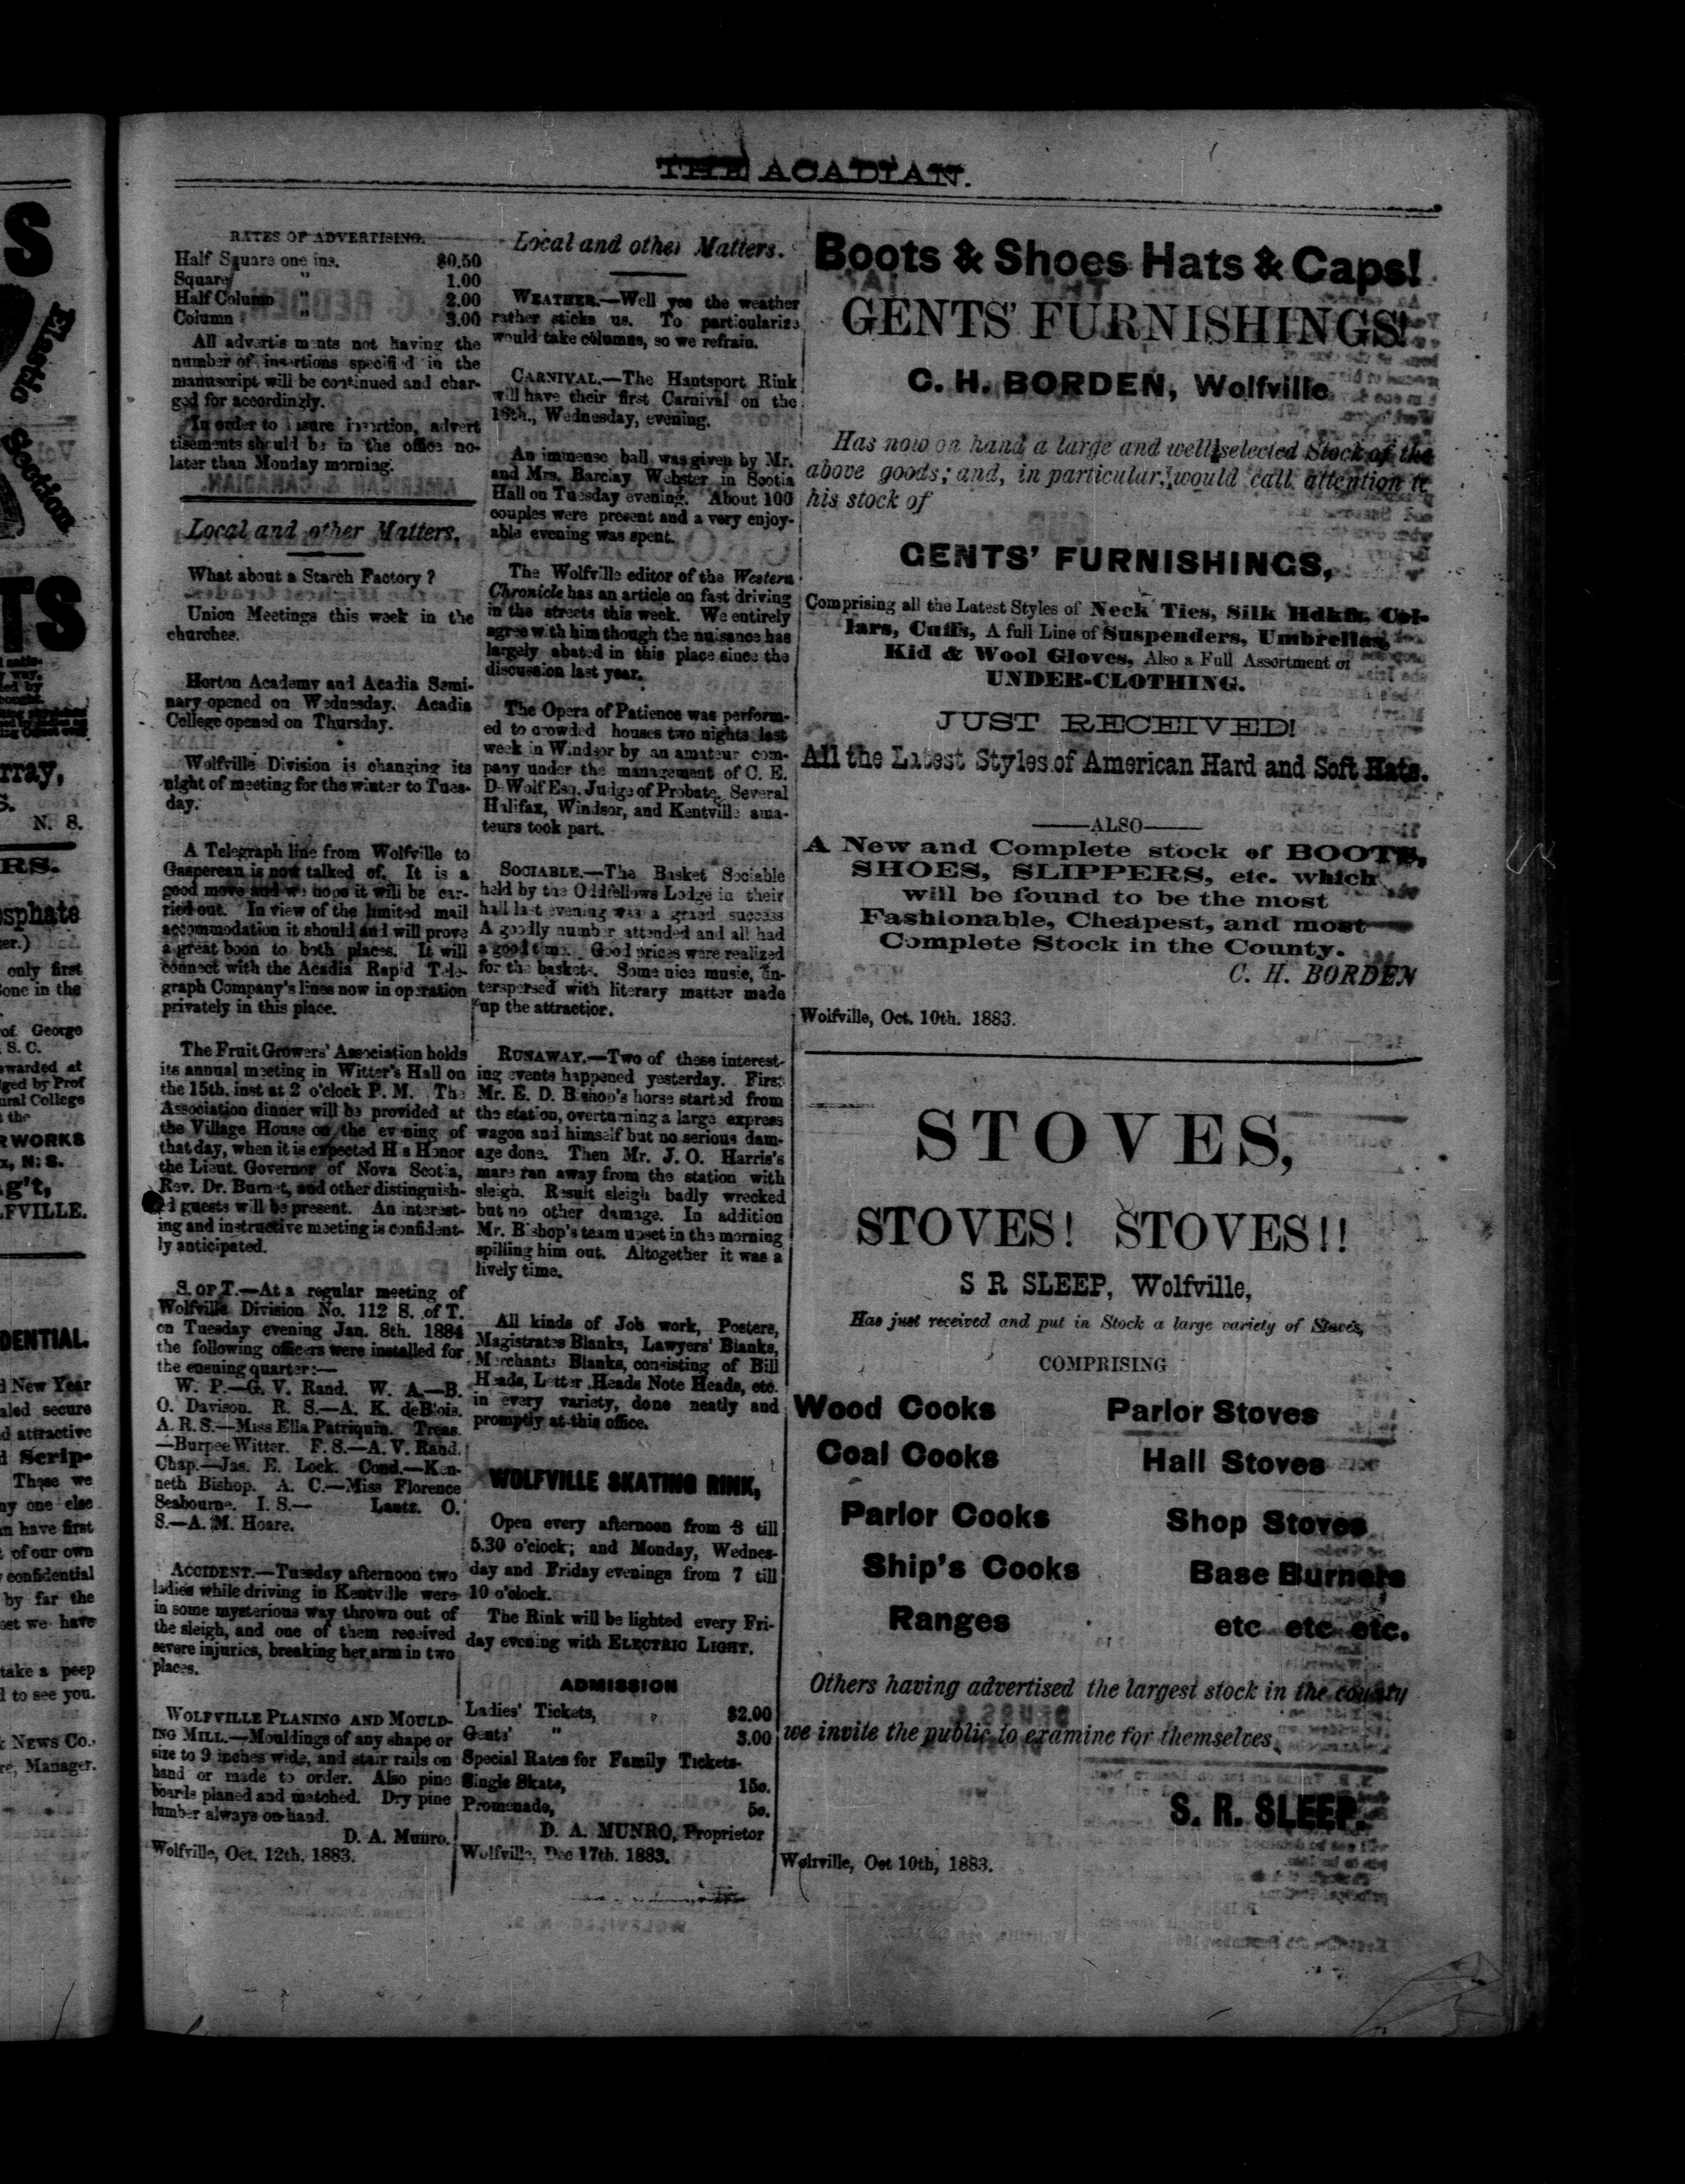 THE ACADIAN.
RATES OF ADVERTISING.
Half Square one ins. $0.50
Square " 1.00
Half Column " 2.00
Column " 3.00
All advertis ments not having the
number of insertions specifi d in the
manuscript will be continued and char-
ged for accordingly.
In order to insure insertion, advert
tisements should be in the office no-
later than Monday morning.
Local and other Matters.
What about a Starch Factory?
Union Meetings this week in the
churches.
Horton Academy and Acadia Semi-
nary opened on Wednesday. Acadia
College opened on Thursday.
Wolfville Division is changing its
night of meeting for the winter to Tues-
day.
A Telegraph line from Wolfville to
Gaspereau is now talked of. It is a
good move and we hope it will be car-
ried out. In view of the limited mail
accommodation it should and will prove
a great boon to both places. It will
connect with the Acadia Rapid Tele-
graph Company's lines now in operation
privately in this place.
The Fruit Growers' Association holds
its annual meeting in Witter's Hall on
the 15th. inst at 2 o'clock P. M. The
Association dinner will be provided at
the Village House on the ev ning of
that day, when it is expected H s Honor
the Lieut. Governor of Nova Scotia,
Rev. Dr. Burnet, and other distinguish-
ed guests will be present. An interest-
ing and instructive meeting is confident-
ly anticipated.
S. OF T.—At a regular meeting of
Wolfville Division No. 112 S. of T.
on Tuesday evening Jan. 8th. 1884
the following officers were installed for
the ensuing quarter:—
W. P.—G. V. Rand. W. A.—B.
O. Davison. R. S.—A. K. deBlois.
A. R. S.—Miss Ella Patriquin. Treas.
—Burpee Witter. F. S.—A. V. Rand.
Chap.—Jas. E. Lock. Cond.—Ken-
neth Bishop. A. C.—Miss Florence
Seabourne. I. S.— Lantz. O.
S.—A. M. Hoare.
ACCIDENT.—Tuesday afternoon two
ladies while driving in Kentville were
in some mysterious way thrown out of
the sleigh, and one of them received
severe injuries, breaking her arm in two
places.
WOLFVILLE PLANING AND MOULD-
ING MILL.—Mouldings of any shape or
size to 9 inches wide, and stair rails on
hand or made to order. Also pine
boards planed and matched. Dry pine
lumber always on hand.
D. A. Munro.
Wolfville, Oct. 12th. 1883.
Local and other Matters.
WEATHER.—Well yes the weather
rather sticks us. To particularize
would take columns, so we refrain.
CARNIVAL.—The Hantsport Rink
will have their first Carnival on the
16th., Wednesday, evening.
An immense ball was given by Mr.
and Mrs. Barclay Webster in Scotia
Hall on Tuesday evening. About 100
couples were present and a very enjoy-
able evening was spent.
The Wolfville editor of the Western
Chronicle has an article on fast driving
in the streets this week. We entirely
agree with him though the nuisance has
largely abated in this place since the
discussion last year.
The Opera of Patience was perform-
ed to crowded houses two nights last
week in Windsor by an amateur com-
pany under the management of C. E.
D Wolf Esq. Judge of Probate. Several
Halifax, Windsor, and Kentville ama-
teurs took part.
SOCIABLE.—The Basket Sociable
held by the Oddfellows Lodge in their
hall last evening was a grand success
A goodly number attended and all had
a good time. Good prices were realized
for the baskets. Some nice music, in-
terspersed with literary matter made
up the attraction.
RUNAWAY.—Two of these interest-
ing events happened yesterday. First
Mr. E. D. Bishop's horse started from
the station, overturning a large express
wagon and himself but no serious dam-
age done. Then Mr. J. O. Harris's
mare ran away from the station with
sleigh. Result sleigh badly wrecked
but no other damage. In addition
Mr. Bishop's team upset in the morning
spilling him out. Altogether it was a
lively time.
All kinds of Job work, Posters,
Magistrates Blanks, Lawyers' Blanks,
Merchants Blanks, consisting of Bill
Heads, Letter Heads Note Heads, etc.
in every variety, done neatly and
promptly at this office.
WOLFVILLE SKATING RINK,
Open every afternoon from 3 till
5.30 o'clock; and Monday, Wednes-
day and Friday evenings from 7 till
10 o'clock.
The Rink will be lighted every Fri-
day evening with ELECTRIC LIGHT.
ADMISSION
Ladies' Tickets, $2.00
Gents' " 3.00
Special Rates for Family Tickets.
Single Skate, 15c.
Promenade, 5c.
D. A. MUNRO, Proprietor
Wolfville, Dec 17th. 1883.
Boots & Shoes Hats & Caps!
GENTS' FURNISHINGS!
C. H. BORDEN, Wolfville
Has now on hand a large and well selected Stock of the
above goods; and, in particular, would call attention to
his stock of
GENTS' FURNISHINGS,
Comprising all the Latest Styles of Neck Ties, Silk Hdkfs, Col-
lars, Cuffs, A full Line of Suspenders, Umbrellas,
Kid & Wool Gloves, Also a Full Assortment of
UNDER-CLOTHING.
JUST RECEIVED!
All the Latest Styles of American Hard and Soft Hats.
——ALSO——
A New and Complete stock of BOOTS,
SHOES, SLIPPERS, etc. which
will be found to be the most
Fashionable, Cheapest, and most
Complete Stock in the County.
C. H. BORDEN
Wolfville, Oct. 10th. 1883.
STOVES,
STOVES! STOVES!!
S R SLEEP, Wolfville,
Has just received and put in Stock a large variety of Stoves,
COMPRISING
Wood Cooks Parlor Stoves
Coal Cooks Hall Stoves
Parlor Cooks Shop Stoves
Ship's Cooks Base Burners
Ranges etc etc etc.
Others having advertised the largest stock in the county
we invite the public to examine for themselves.
S. R. SLEEP.
Wolfville, Oct 10th, 1883.